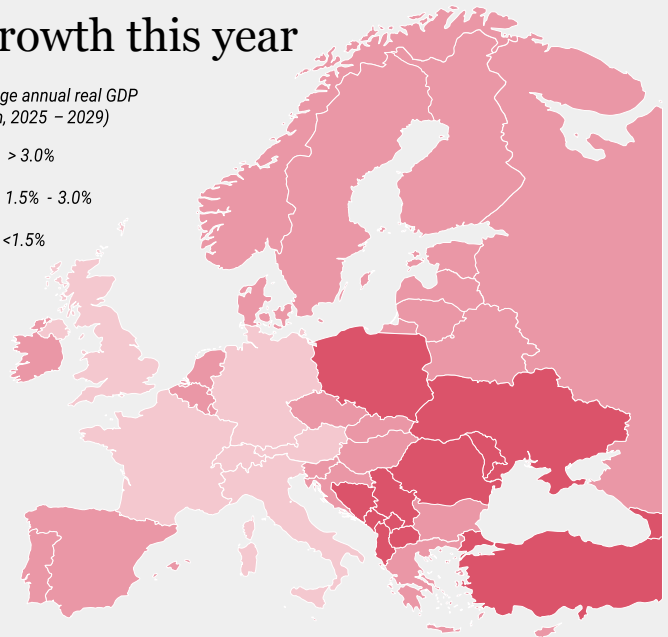 rowth this year
ge annual real GDP
, 2025 – 2029)
> 3.0%
1.5% - 3.0%
<1.5%